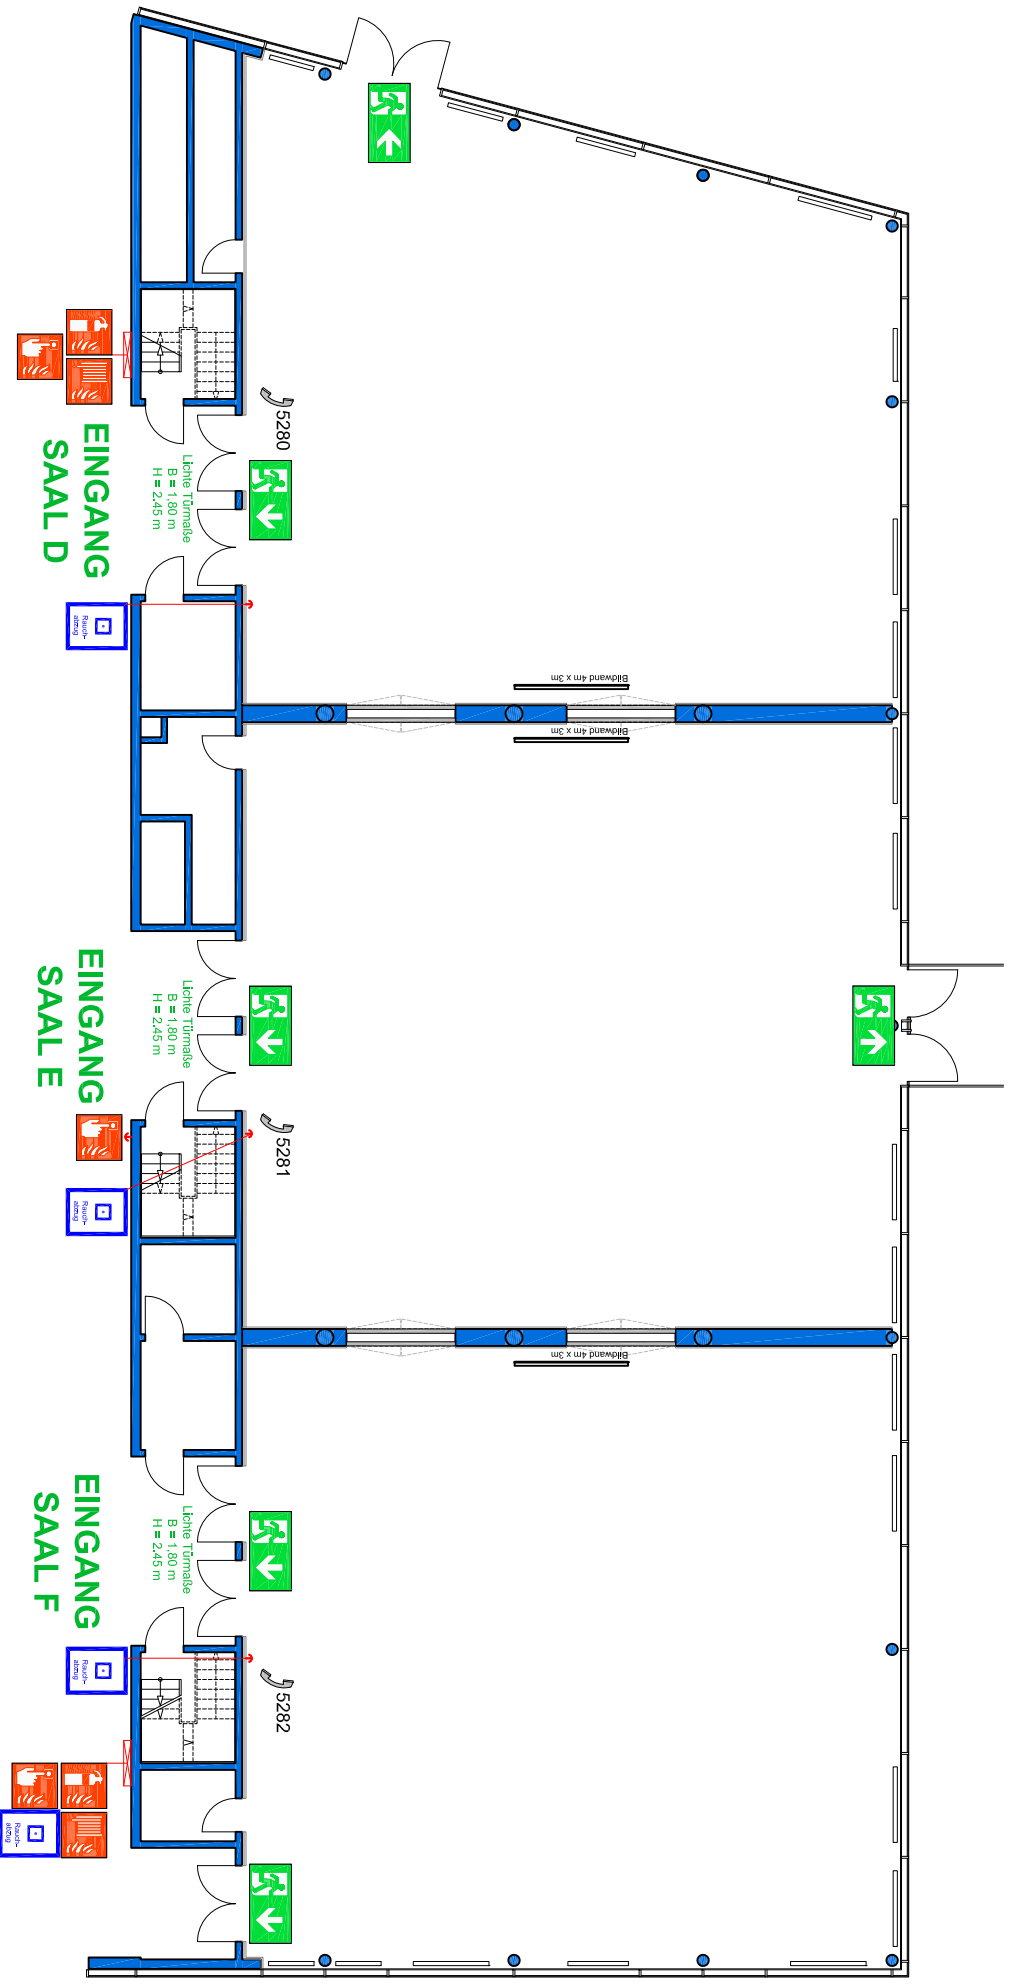 EINGANG
SAAL D
5280
Lichte Türmaße
B = 1,80 m
H = 2.45 m
Rauch-
abzug
Bildwand 4m x 3m
Bildwand 4m x 3m
EINGANG
SAAL E
Lichte Türmaße
B = 1,80 m
H = 2.45 m
5281
Rauch-
abzug
Bildwand 4m x 3m
EINGANG
SAAL F
Lichte Türmaße
B = 1,80 m
H = 2.45 m
5282
Rauch-
abzug
Rauch-
abzug